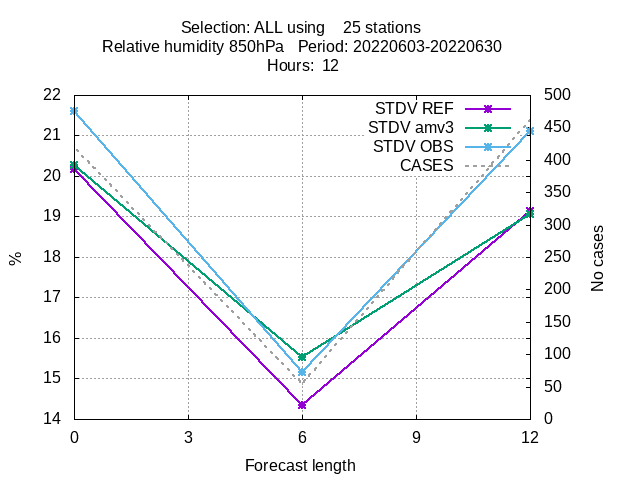 Selection: ALL using    25 stations
Relative humidity 850hPa   Period: 20220603-20220630
Hours:  12
STDV REF
STDV amv3
STDV OBS
CASES
22
21
20
19
18
17
16
15
14
%
500
450
400
350
300
250
200
150
100
50
0
No cases
0 3 6 9 12
Forecast length